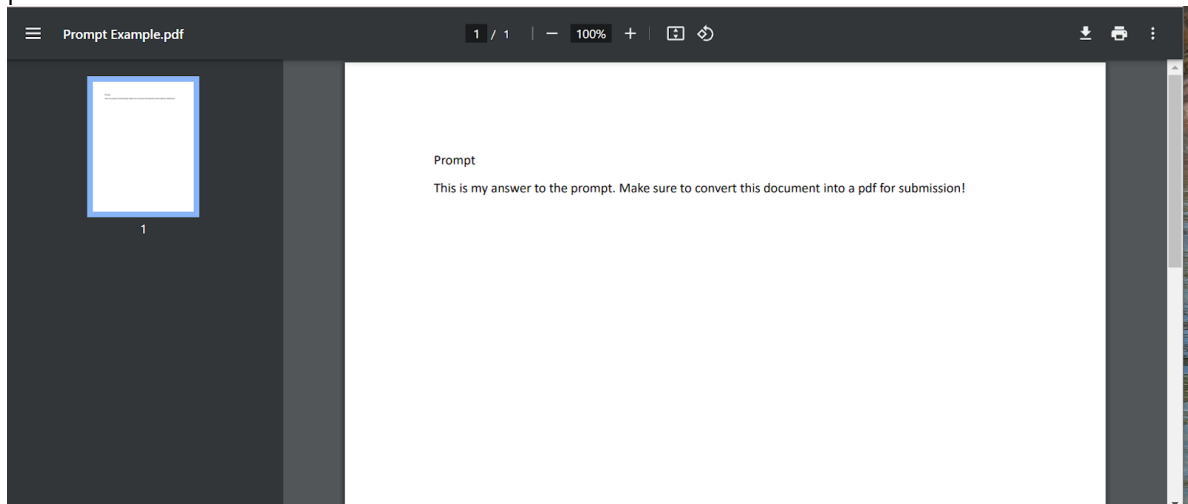 Prompt Example.pdf
1 / 1
100%
Prompt
This is my answer to the prompt. Make sure to convert this document into a pdf for submission!
1